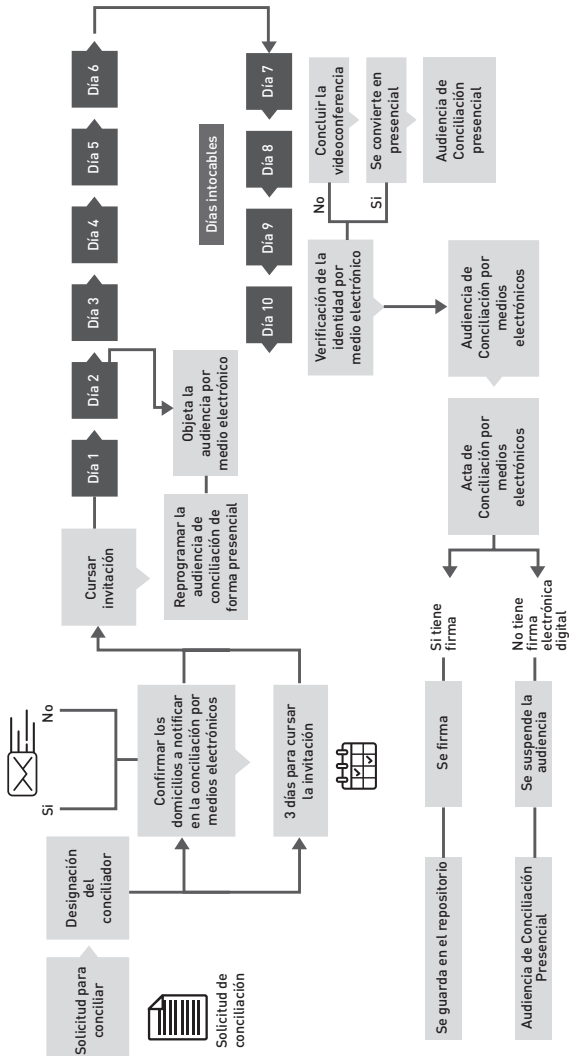 Solicitud para
conciliar
Solicitud de
conciliación
Designación
del
conciliador
Si
No
Confirmar los
domicilios a notificar
en la conciliación por
medios electrónicos
3 días para cursar
la invitación
Cursar
invitación
Reprogramar la
audiencia de
conciliación de
forma presencial
Objeta la
audiencia por
medio electrónico
Día 1
Día 2
Día 3
Día 4
Día 5
Día 6
Días intocables
Día 7
Día 8
Día 9
Día 10
Verificación de la
identidad por
medio electrónico
No
Si
Concluir la
videoconferencia
Se convierte en
presencial
Audiencia de
Conciliación
presencial
Audiencia de
Conciliación por
medios
electrónicos
Acta de
Conciliación por
medios
electrónicos
Si tiene
firma
No tiene
firma
electrónica
digital
Se firma
Se suspende la
audiencia
Se guarda en el repositorio
Audiencia de Conciliación
Presencial